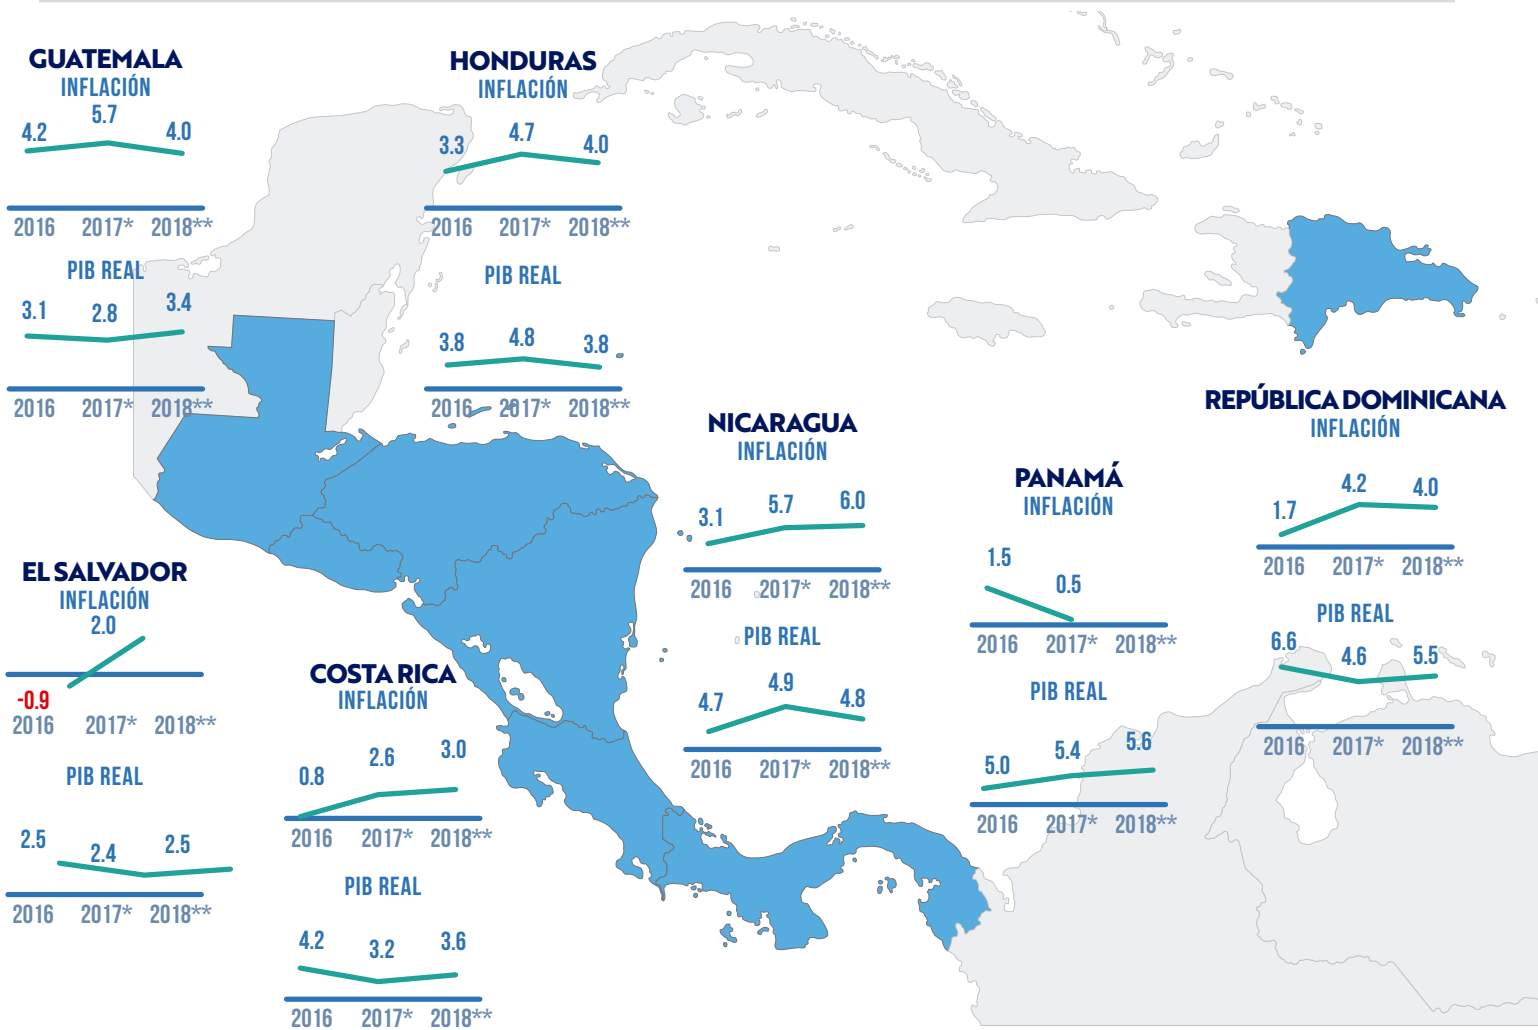 GUATEMALA
INFLACIÓN
4.2 5.7 4.0
2016 2017* 2018**
PIB REAL
3.1 2.8 3.4
2016 2017* 2018**
HONDURAS
INFLACIÓN
3.3 4.7 4.0
2016 2017* 2018**
PIB REAL
3.8 4.8 3.8
2016 2017* 2018**
EL SALVADOR
INFLACIÓN
2.0
-0.9
2016 2017* 2018**
PIB REAL
2.5 2.4 2.5
2016 2017* 2018**
COSTA RICA
INFLACIÓN
0.8 2.6 3.0
2016 2017* 2018**
PIB REAL
4.2 3.2 3.6
2016 2017* 2018**
NICARAGUA
INFLACIÓN
3.1 5.7 6.0
2016 2017* 2018**
PIB REAL
4.7 4.9 4.8
2016 2017* 2018**
PANAMÁ
INFLACIÓN
1.5 0.5
2016 2017* 2018**
PIB REAL
5.0 5.4 5.6
2016 2017* 2018**
REPÚBLICA DOMINICANA
INFLACIÓN
1.7 4.2 4.0
2016 2017* 2018**
PIB REAL
6.6 4.6 5.5
2016 2017* 2018**